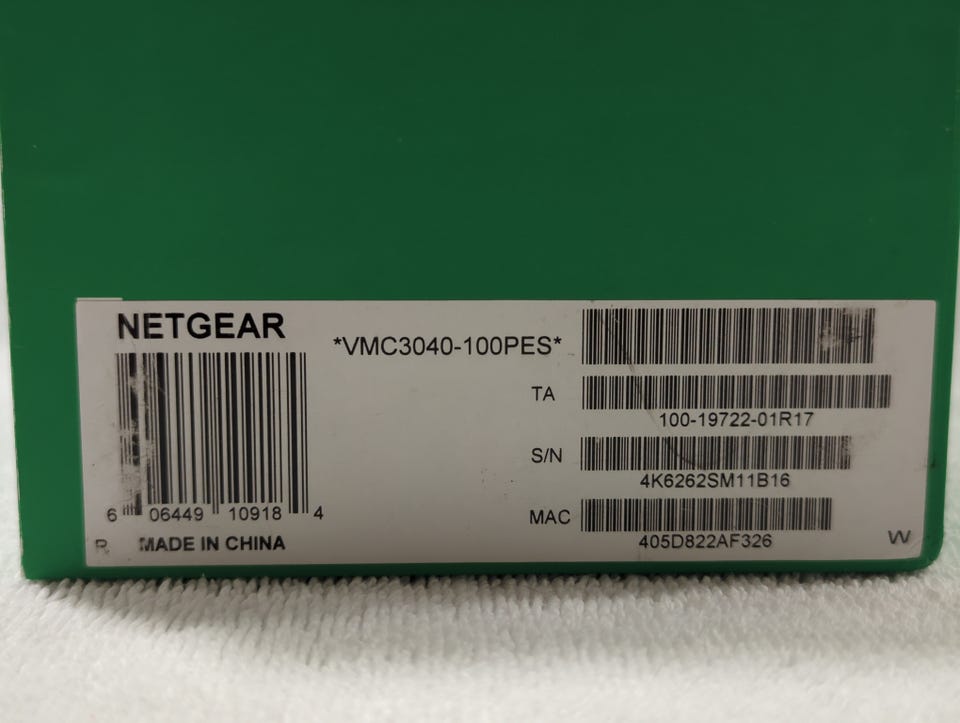 NETGEAR
*VMC3040-100PES*
TA
100-19722-01R17
S/N
4K6262SM11B16
MAC
405D822AF326
6 06449 10918 4
R MADE IN CHINA
W